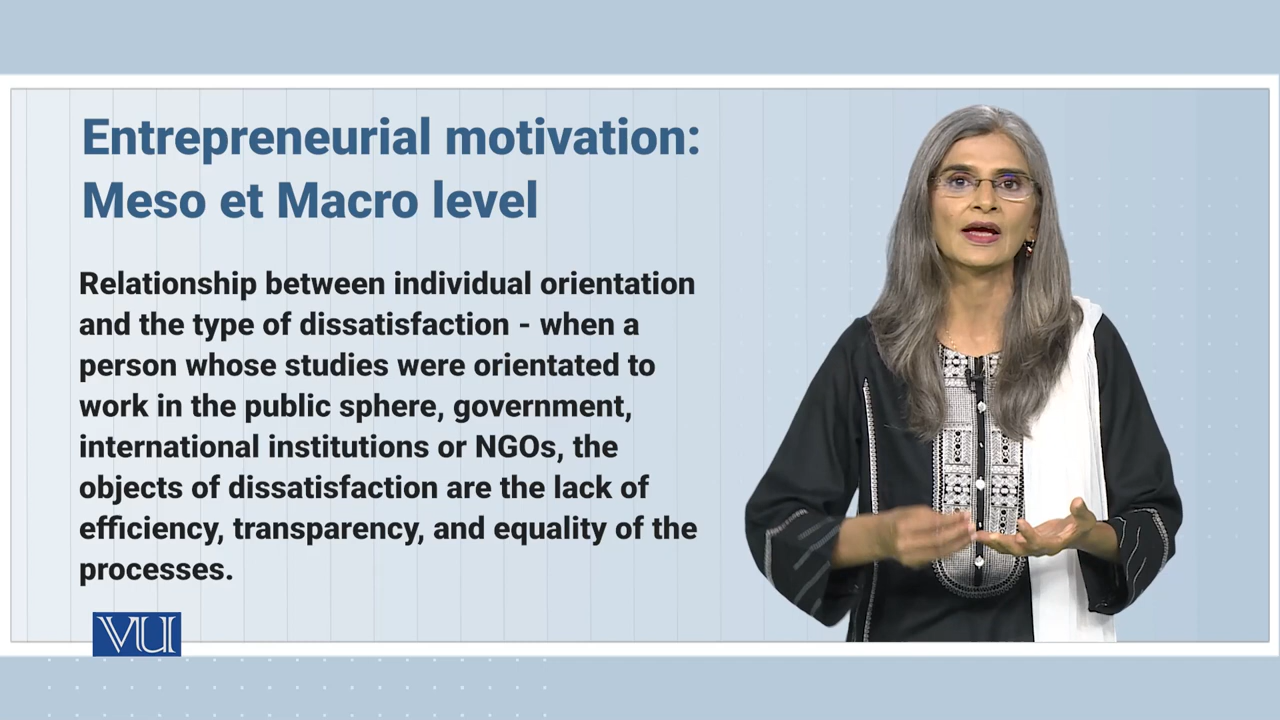 Entrepreneurial motivation:
Meso et Macro level
Relationship between individual orientation
and the type of dissatisfaction - when a
person whose studies were orientated to
work in the public sphere, government,
international institutions or NGOs, the
objects of dissatisfaction are the lack of
efficiency, transparency, and equality of the
processes.
VU